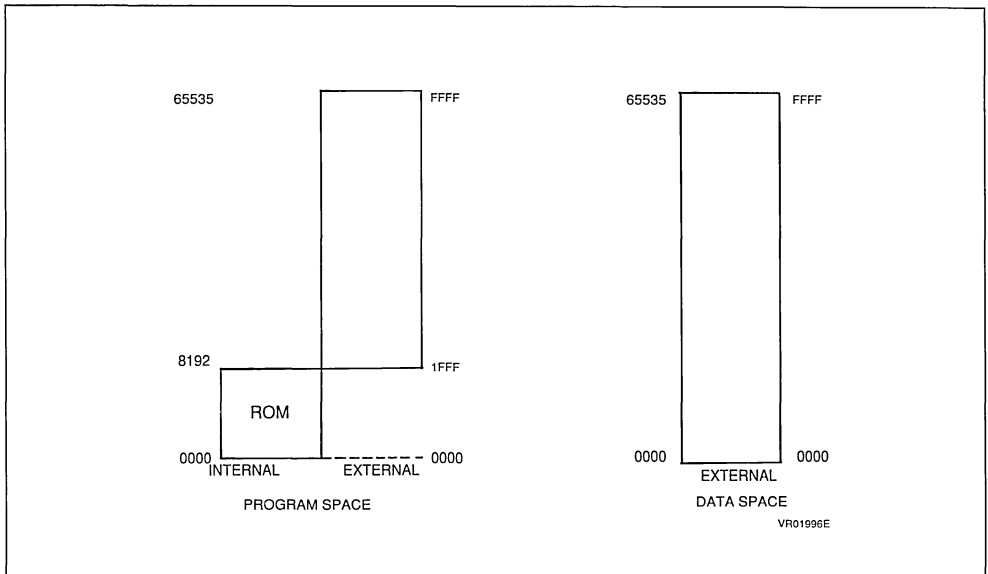 65535 FFFF 65535 FFFF
8192 1FFF
ROM
0000 0000 0000 0000
INTERNAL EXTERNAL EXTERNAL
PROGRAM SPACE DATA SPACE
VR01996E